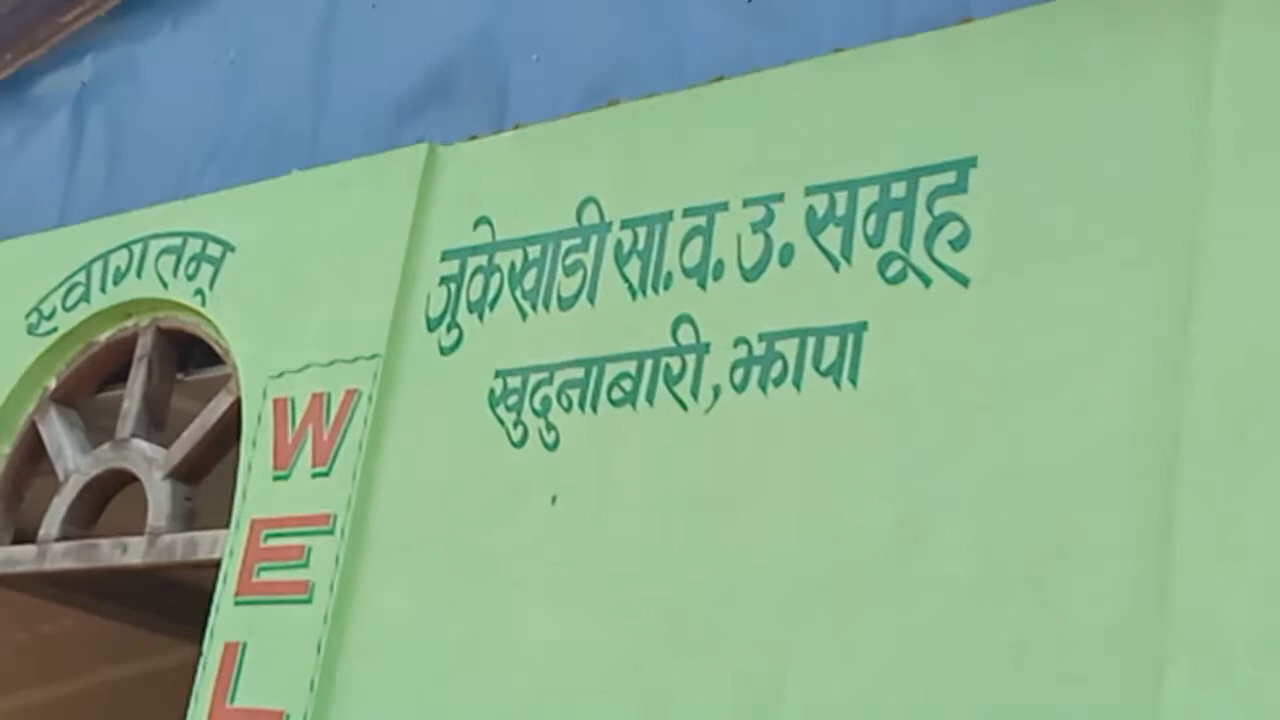 स्वागतम्
जुकेखाडी सा.व.उ.समूह
खुदुनाबारी,झापा
W
E
L